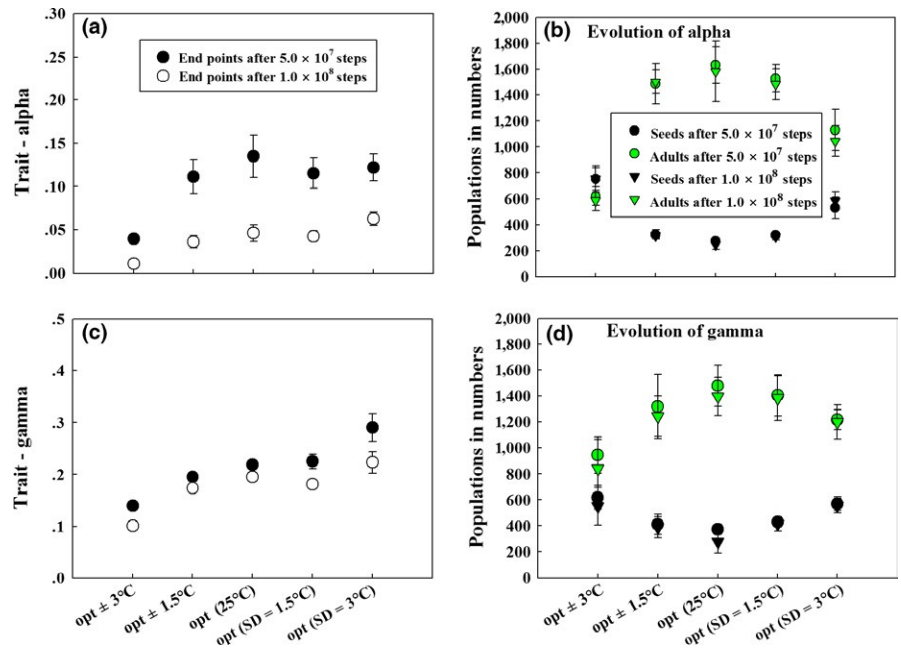 (a)
.30
.25
.20
.15
.10
.05
.00
Trait - alpha
End points after 5.0 × 10⁷ steps
End points after 1.0 × 10⁸ steps
(b) Evolution of alpha
2,000
1,800
1,600
1,400
1,200
1,000
800
600
400
200
0
Populations in numbers
Seeds after 5.0 × 10⁷ steps
Adults after 5.0 × 10⁷ steps
Seeds after 1.0 × 10⁸ steps
Adults after 1.0 × 10⁸ steps
(c)
.5
.4
.3
.2
.1
.0
Trait - gamma
opt ± 3°C
opt ± 1.5°C
opt (25°C)
opt (SD = 1.5°C)
opt (SD = 3°C)
(d) Evolution of gamma
2,000
1,800
1,600
1,400
1,200
1,000
800
600
400
200
0
Populations in numbers
opt ± 3°C
opt ± 1.5°C
opt (25°C)
opt (SD = 1.5°C)
opt (SD = 3°C)